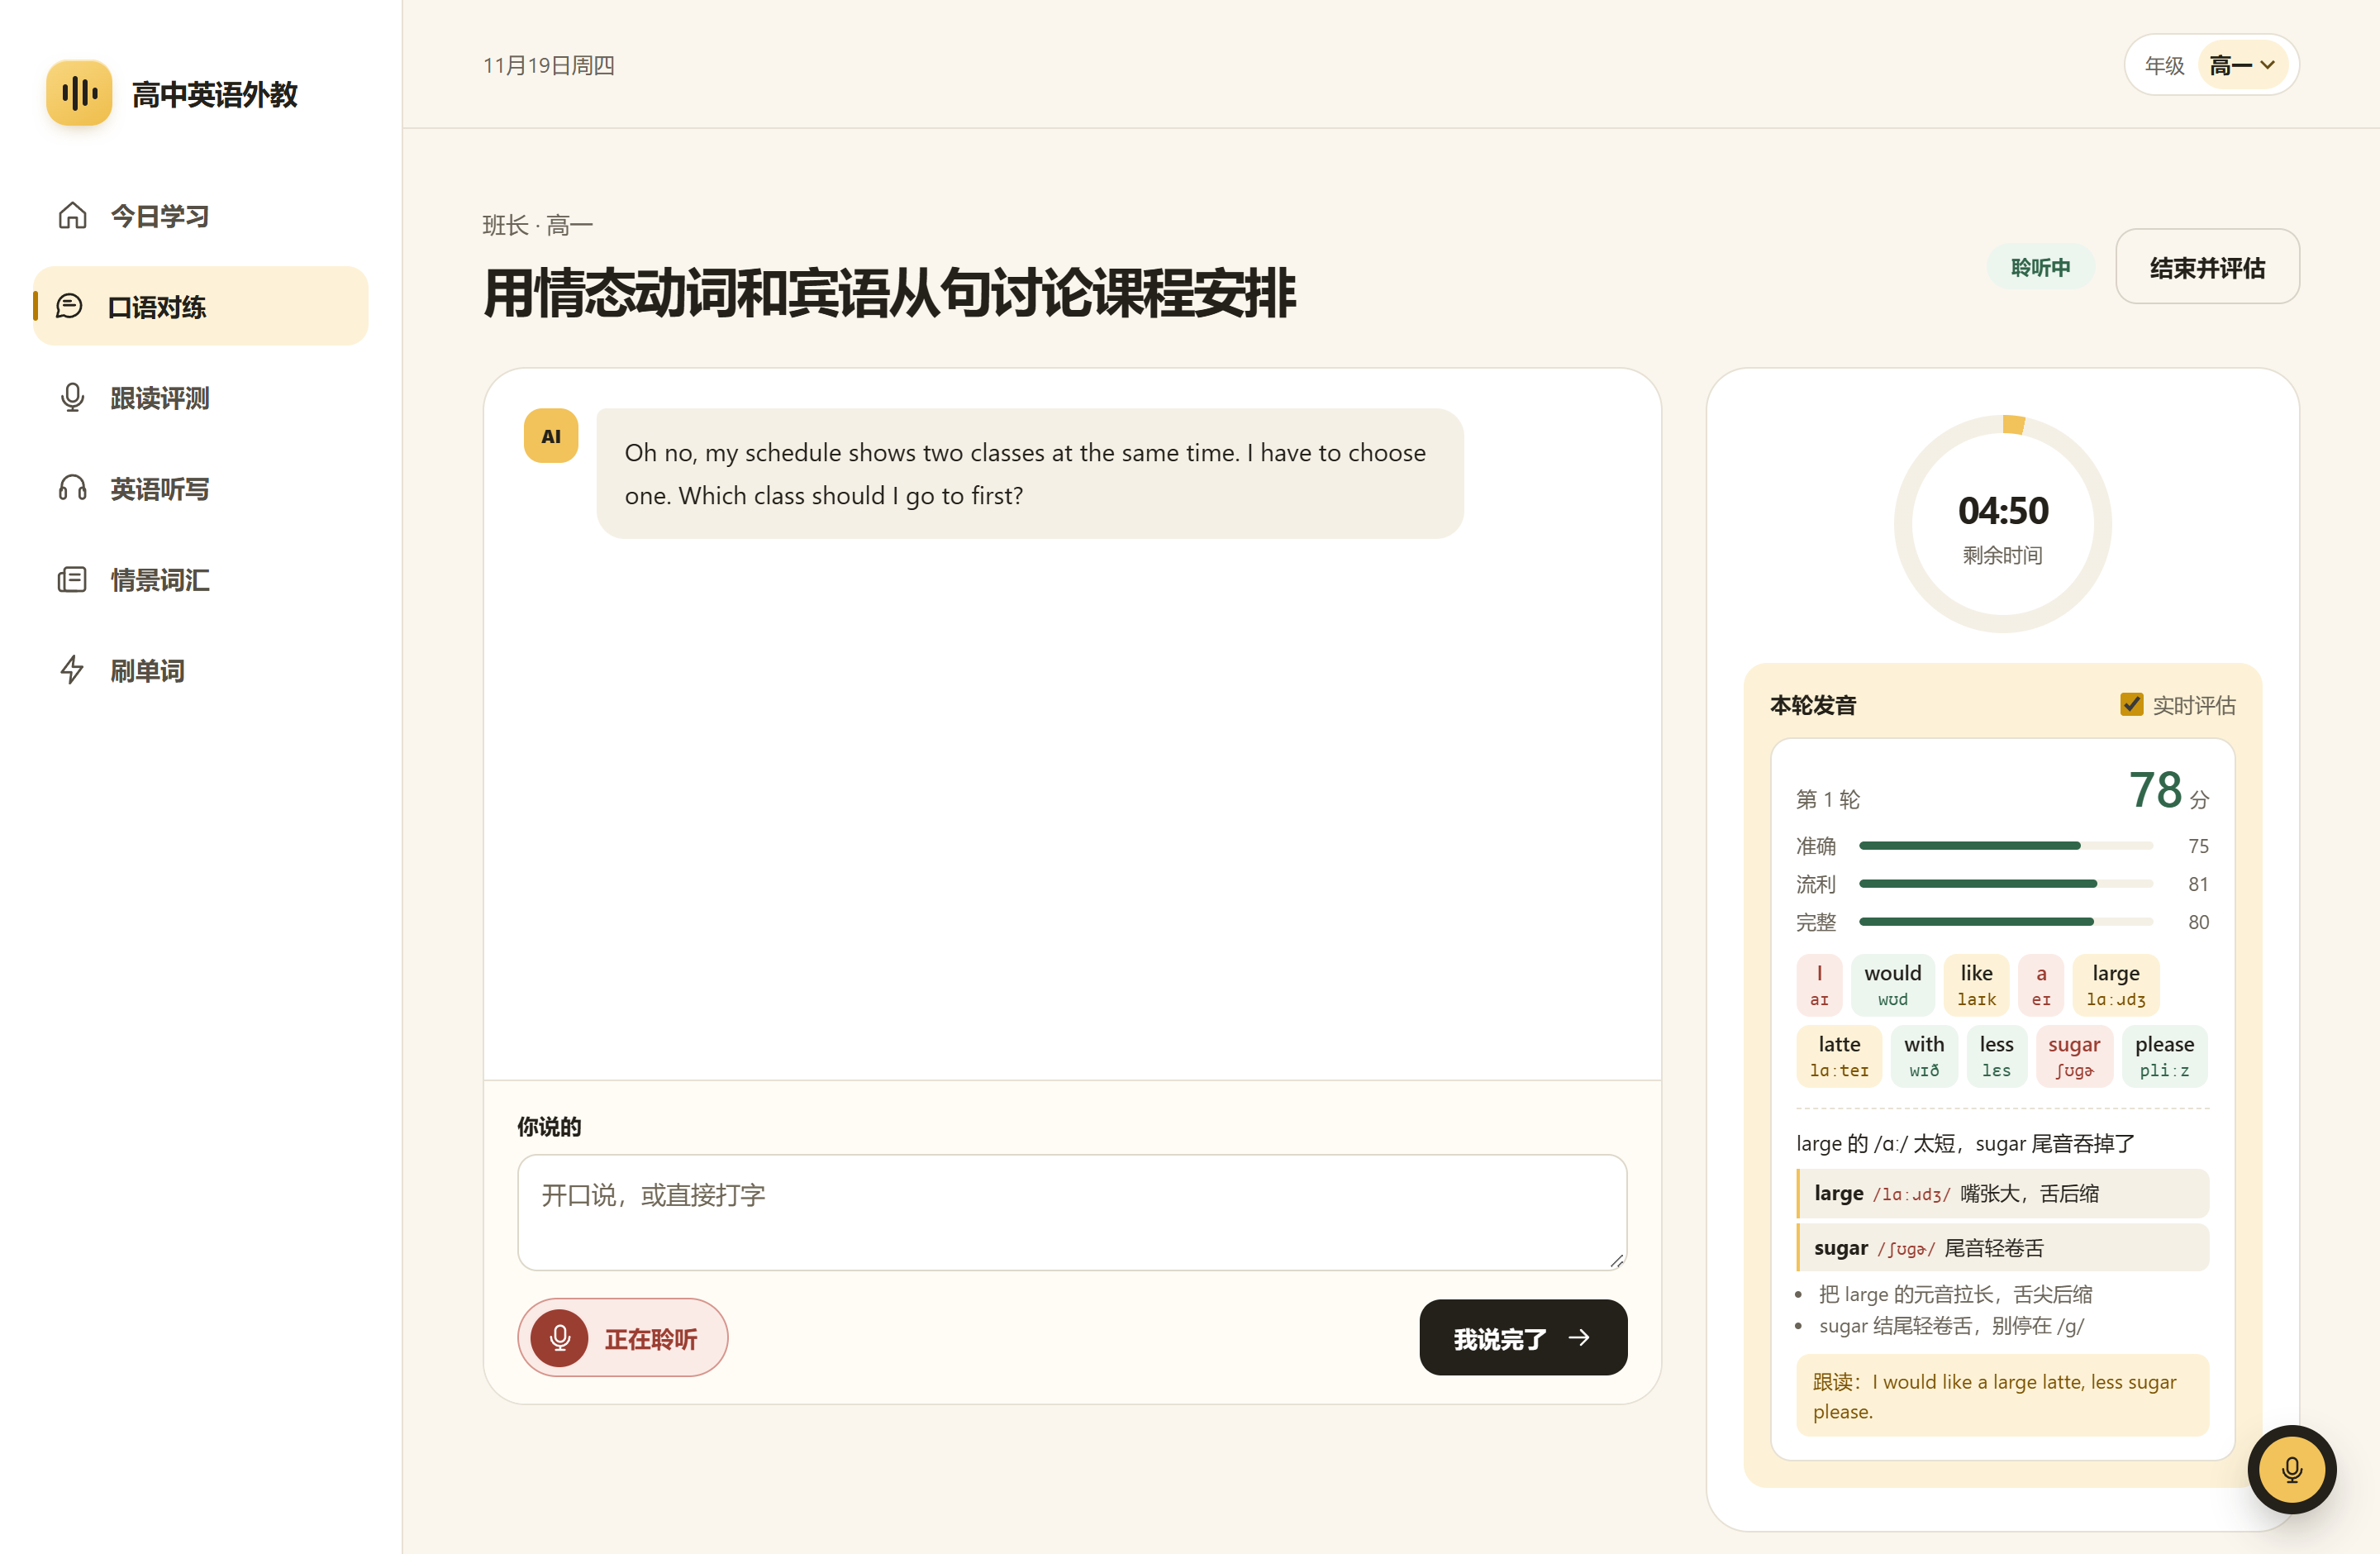 高中英语外教
今日学习
口语对练
跟读评测
英语听写
情景词汇
刷单词
11月19日周四
年级 高一
班长 · 高一
用情态动词和宾语从句讨论课程安排
聆听中
结束并评估
AI
Oh no, my schedule shows two classes at the same time. I have to choose
one. Which class should I go to first?
你说的
开口说，或直接打字
正在聆听
我说完了
04:50
剩余时间
本轮发音
实时评估
第 1 轮 78 分
准确 75
流利 81
完整 80
I would like a large
aɪ wʊd laɪk eɪ lɑːɹdʒ
latte with less sugar please
lɑːteɪ wɪð lɛs ʃʊgɚ pliːz
large 的 /ɑː/ 太短，sugar 尾音吞掉了
large /lɑːɹdʒ/ 嘴张大，舌后缩
sugar /ʃʊgɚ/ 尾音轻卷舌
• 把 large 的元音拉长，舌尖后缩
• sugar 结尾轻卷舌，别停在 /g/
跟读：I would like a large latte, less sugar
please.